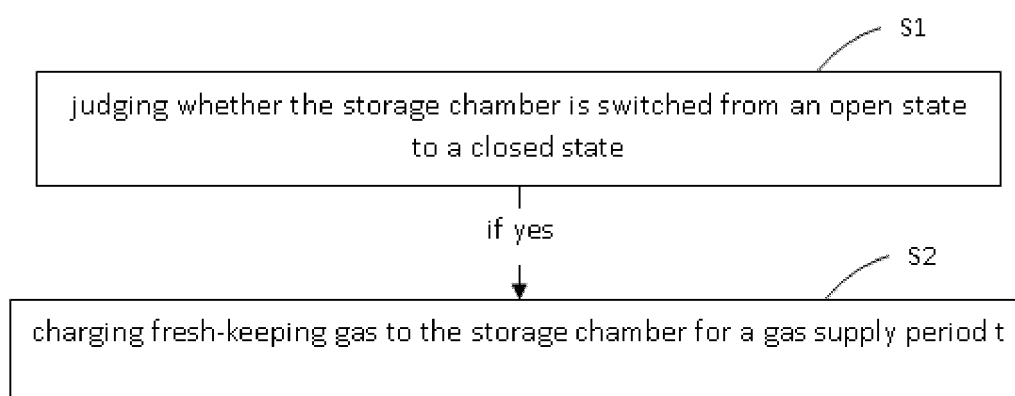 S1
judging whether the storage chamber is switched from an open state
to a closed state
if yes
S2
charging fresh-keeping gas to the storage chamber for a gas supply period t